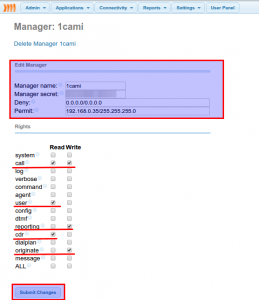 Admin Applications Connectivity Reports Settings User Panel
Manager: 1cami
Delete Manager 1cami
Edit Manager
Manager name: 1cami
Manager secret:
Deny: 0.0.0.0/0.0.0.0
Permit: 192.168.0.35/255.255.255.0
Rights
Read Write
system
call
log
verbose
command
agent
user
config
dtmf
reporting
cdr
dialplan
originate
message
ALL
Submit Changes